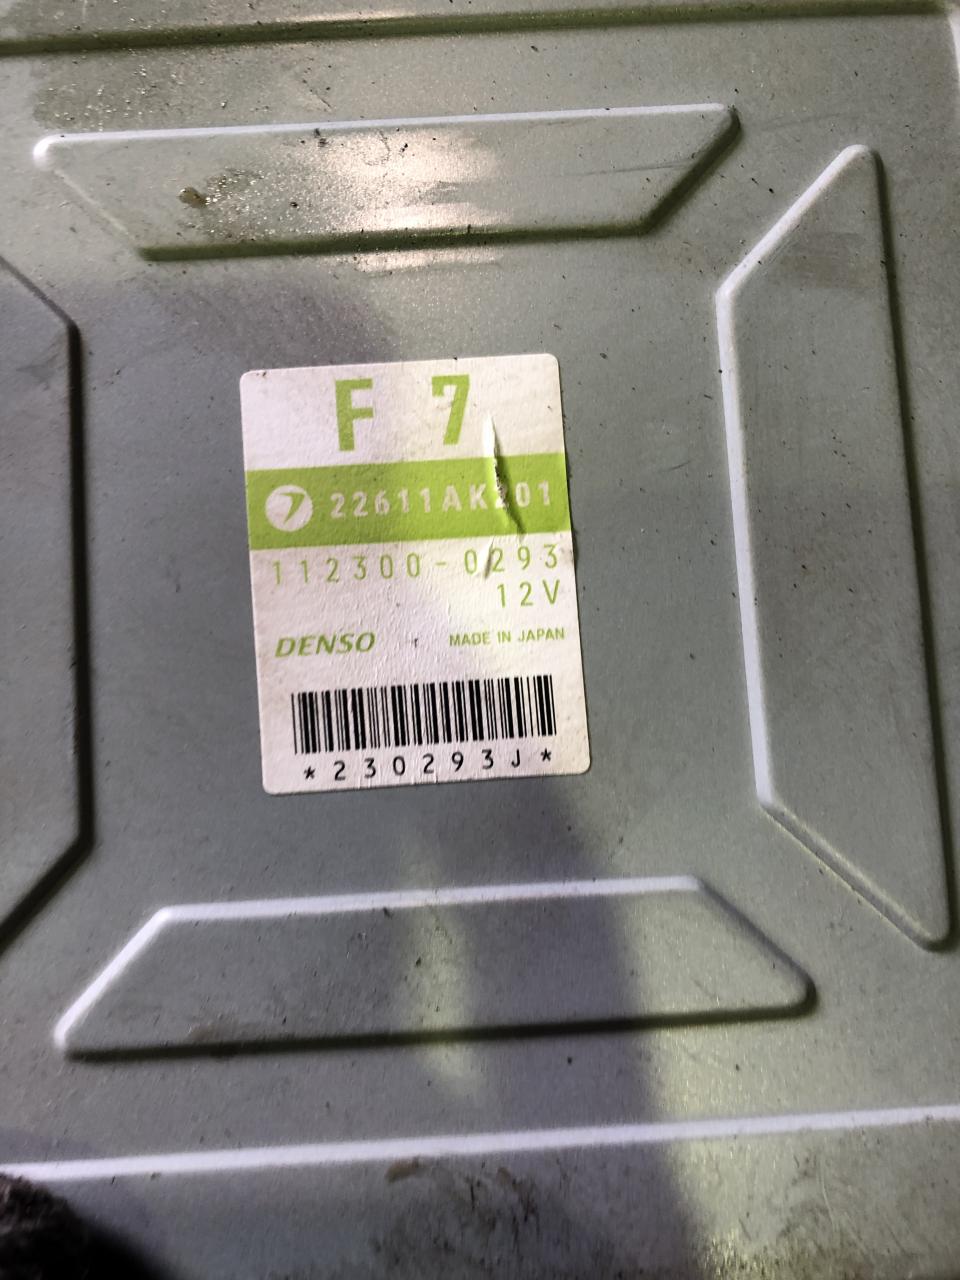 F 7
112300-0293
12V
DENSO MADE IN JAPAN
*230293J*